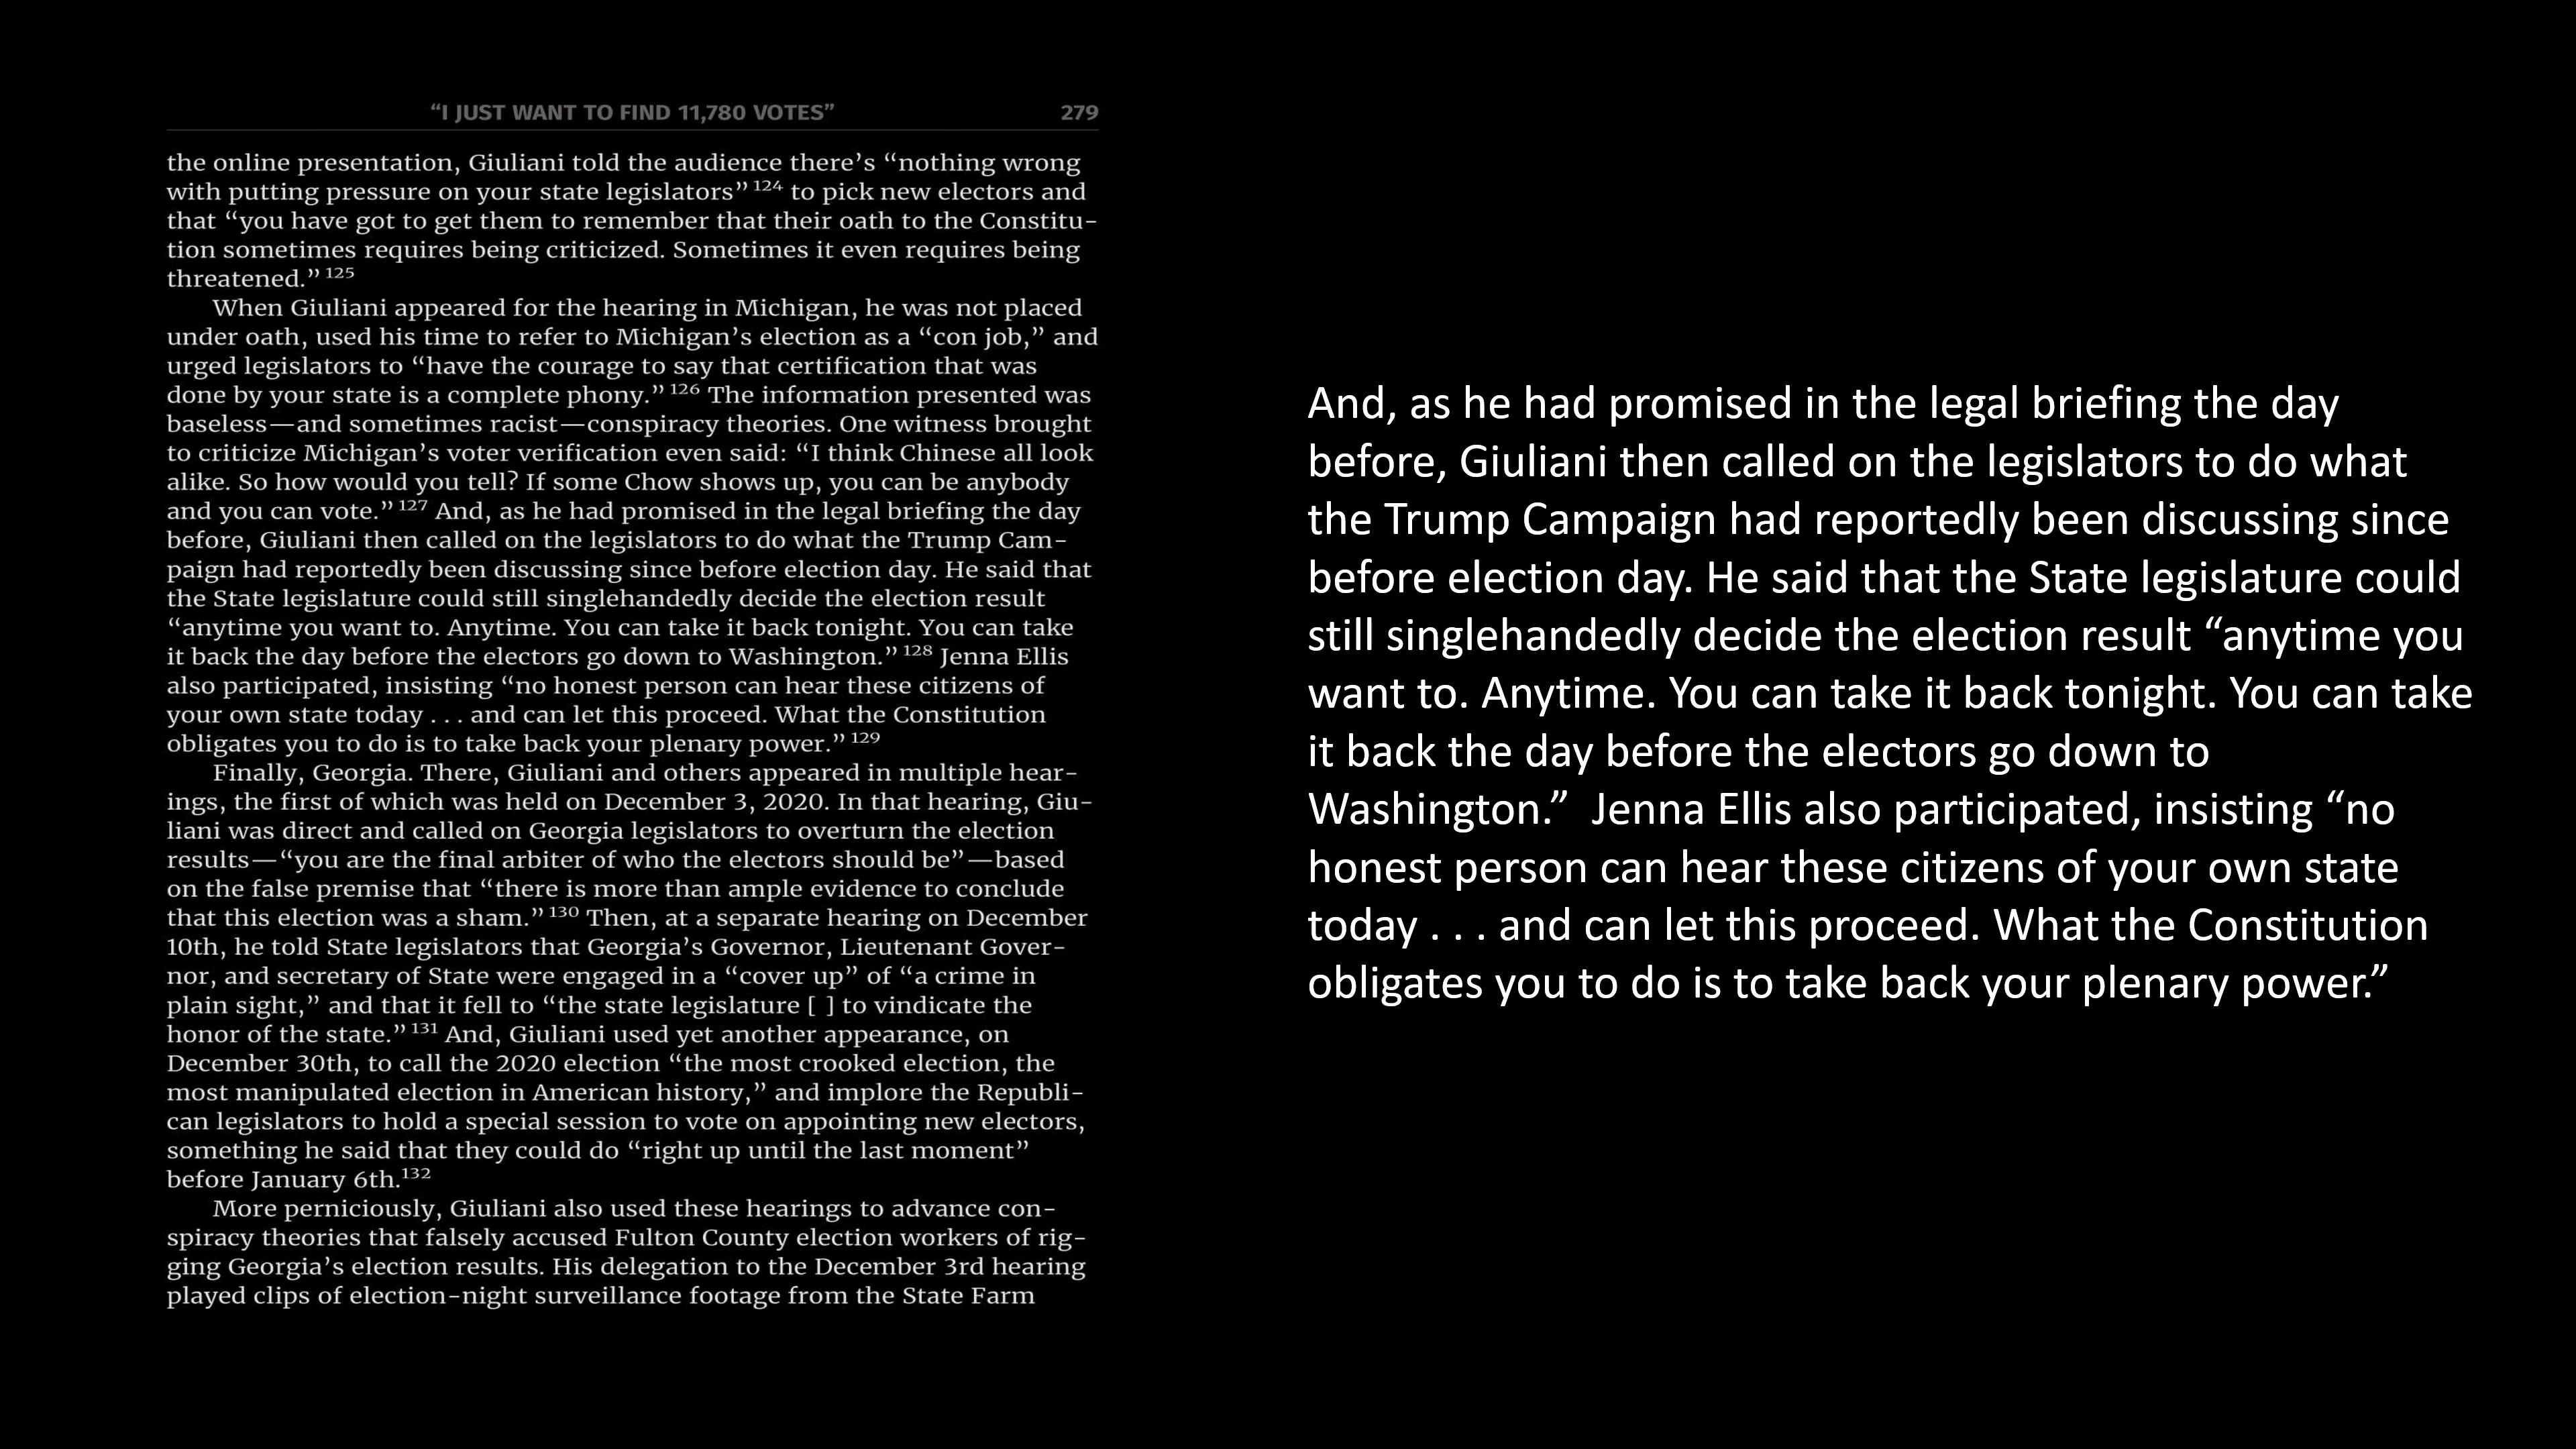 “I JUST WANT TO FIND 11,780 VOTES” 279
the online presentation, Giuliani told the audience there’s “nothing wrong
with putting pressure on your state legislators” 124 to pick new electors and
that “you have got to get them to remember that their oath to the Constitu-
tion sometimes requires being criticized. Sometimes it even requires being
threatened.” 125
When Giuliani appeared for the hearing in Michigan, he was not placed
under oath, used his time to refer to Michigan’s election as a “con job,” and
urged legislators to “have the courage to say that certification that was
done by your state is a complete phony.” 126 The information presented was
baseless—and sometimes racist—conspiracy theories. One witness brought
to criticize Michigan’s voter verification even said: “I think Chinese all look
alike. So how would you tell? If some Chow shows up, you can be anybody
and you can vote.” 127 And, as he had promised in the legal briefing the day
before, Giuliani then called on the legislators to do what the Trump Cam-
paign had reportedly been discussing since before election day. He said that
the State legislature could still singlehandedly decide the election result
“anytime you want to. Anytime. You can take it back tonight. You can take
it back the day before the electors go down to Washington.” 128 Jenna Ellis
also participated, insisting “no honest person can hear these citizens of
your own state today . . . and can let this proceed. What the Constitution
obligates you to do is to take back your plenary power.” 129
Finally, Georgia. There, Giuliani and others appeared in multiple hear-
ings, the first of which was held on December 3, 2020. In that hearing, Giu-
liani was direct and called on Georgia legislators to overturn the election
results—“you are the final arbiter of who the electors should be”—based
on the false premise that “there is more than ample evidence to conclude
that this election was a sham.” 130 Then, at a separate hearing on December
10th, he told State legislators that Georgia’s Governor, Lieutenant Gover-
nor, and secretary of State were engaged in a “cover up” of “a crime in
plain sight,” and that it fell to “the state legislature [ ] to vindicate the
honor of the state.” 131 And, Giuliani used yet another appearance, on
December 30th, to call the 2020 election “the most crooked election, the
most manipulated election in American history,” and implore the Republi-
can legislators to hold a special session to vote on appointing new electors,
something he said that they could do “right up until the last moment”
before January 6th.132
More perniciously, Giuliani also used these hearings to advance con-
spiracy theories that falsely accused Fulton County election workers of rig-
ging Georgia’s election results. His delegation to the December 3rd hearing
played clips of election-night surveillance footage from the State Farm
And, as he had promised in the legal briefing the day
before, Giuliani then called on the legislators to do what
the Trump Campaign had reportedly been discussing since
before election day. He said that the State legislature could
still singlehandedly decide the election result “anytime you
want to. Anytime. You can take it back tonight. You can take
it back the day before the electors go down to
Washington.”  Jenna Ellis also participated, insisting “no
honest person can hear these citizens of your own state
today . . . and can let this proceed. What the Constitution
obligates you to do is to take back your plenary power.”